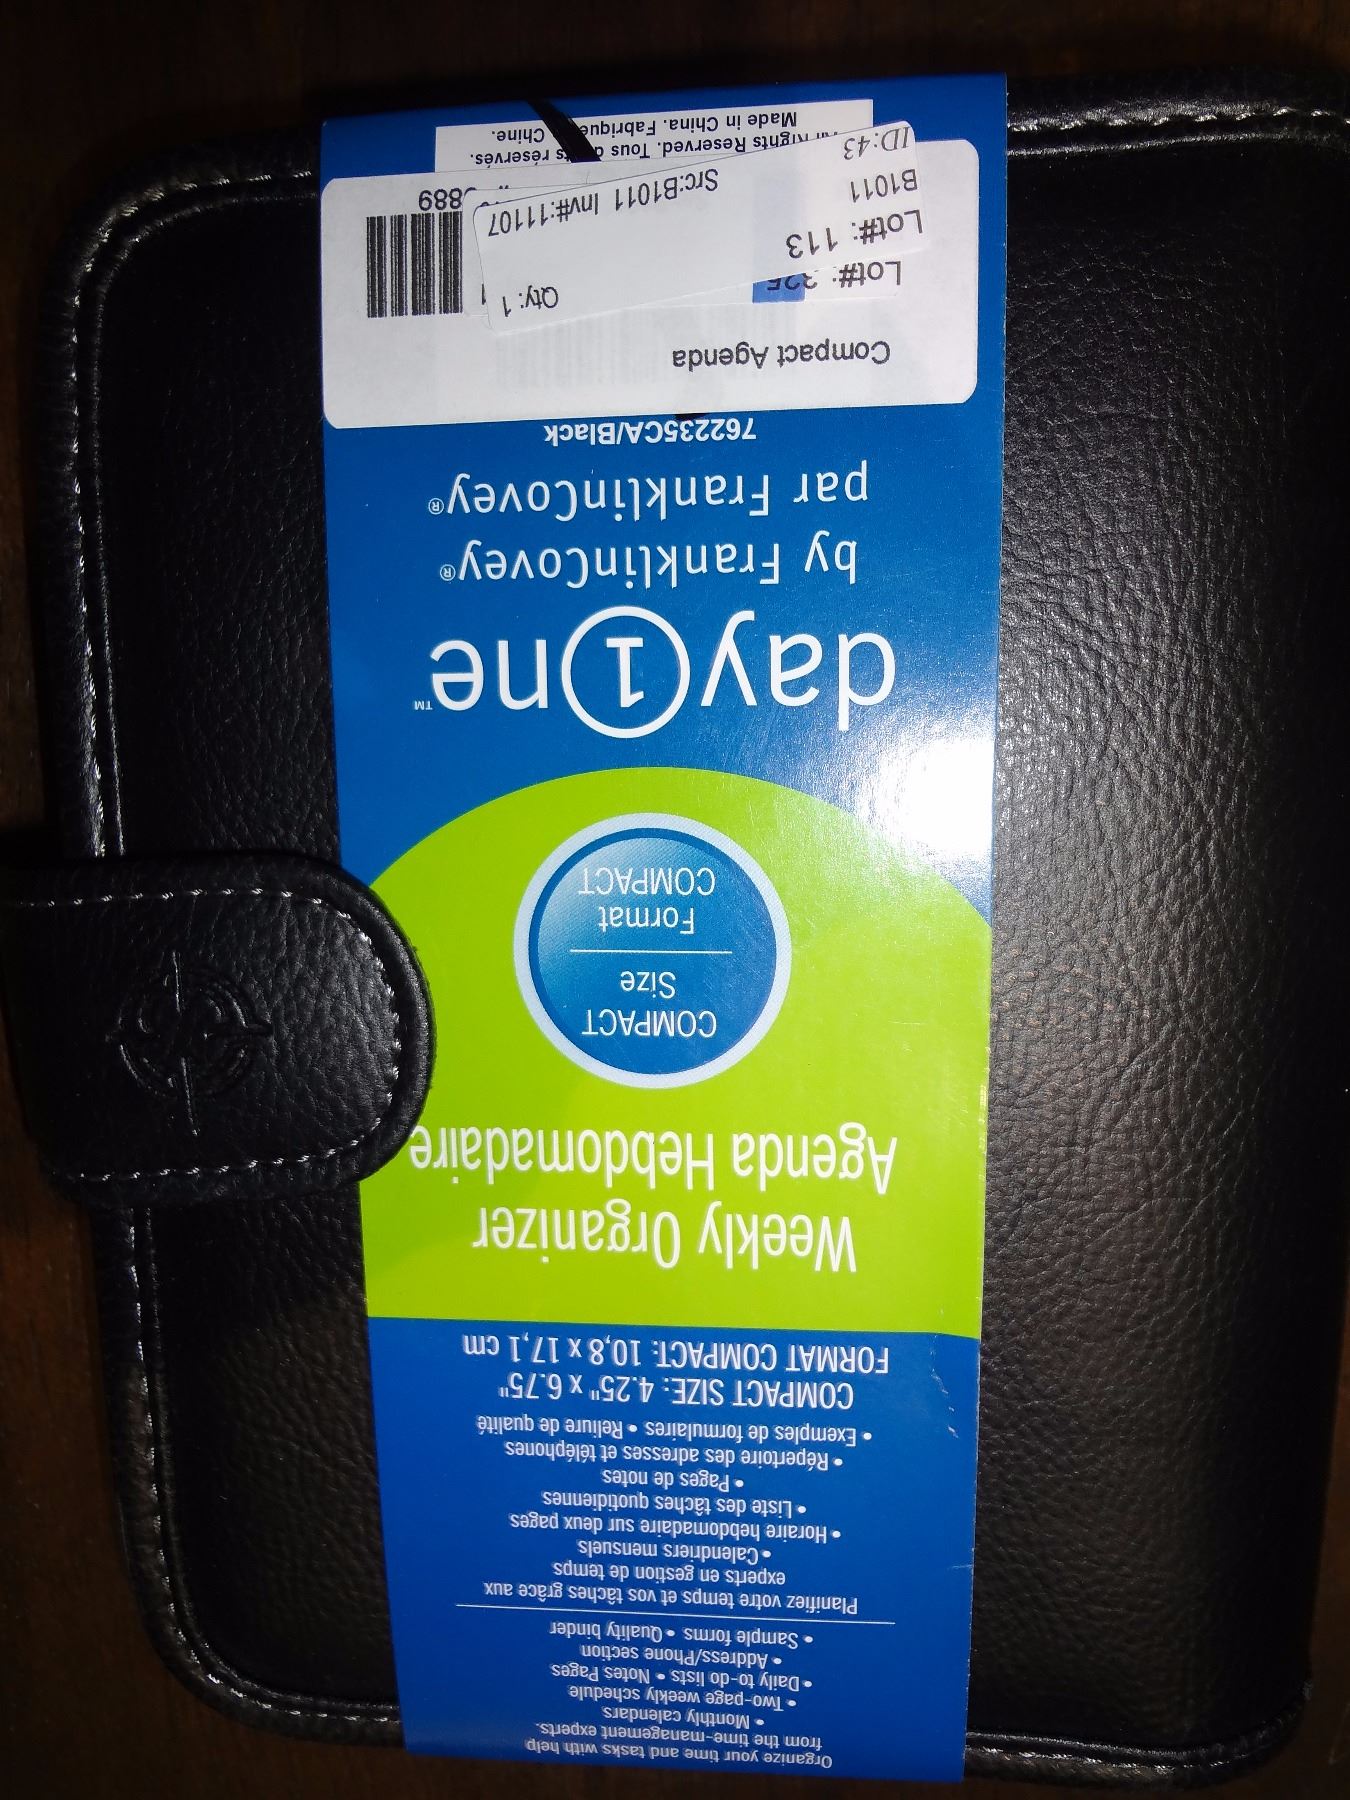 Organize your time and tasks with help
from the time-management experts.
• Monthly calendars
• Two-page weekly schedule
• Daily to-do lists • Notes Pages
• Address/Phone section
• Sample forms • Quality binder
Planifiez votre temps et vos tâches grâce aux
experts en gestion de temps
• Calendriers mensuels
• Horaire hebdomadaire sur deux pages
• Liste des tâches quotidiennes
• Pages de notes
• Répertoire des adresses et téléphones
• Exemples de formulaires • Reliure de qualité
COMPACT SIZE: 4.25" x 6.75"
FORMAT COMPACT: 10,8 x 17,1 cm
Weekly Organizer
Agenda Hebdomadaire
COMPACT
Size
Format
COMPACT
day1ne™
by FranklinCovey®
par FranklinCovey®
762235CA/Black
Compact Agenda
Lot#: 325
Qty: 1
Lot#: 113
B1011
Src:B1011 Inv#:11107
ID:43
889
Rights Reserved. Tous réservés.
Made in China. Fabriqué Chine.